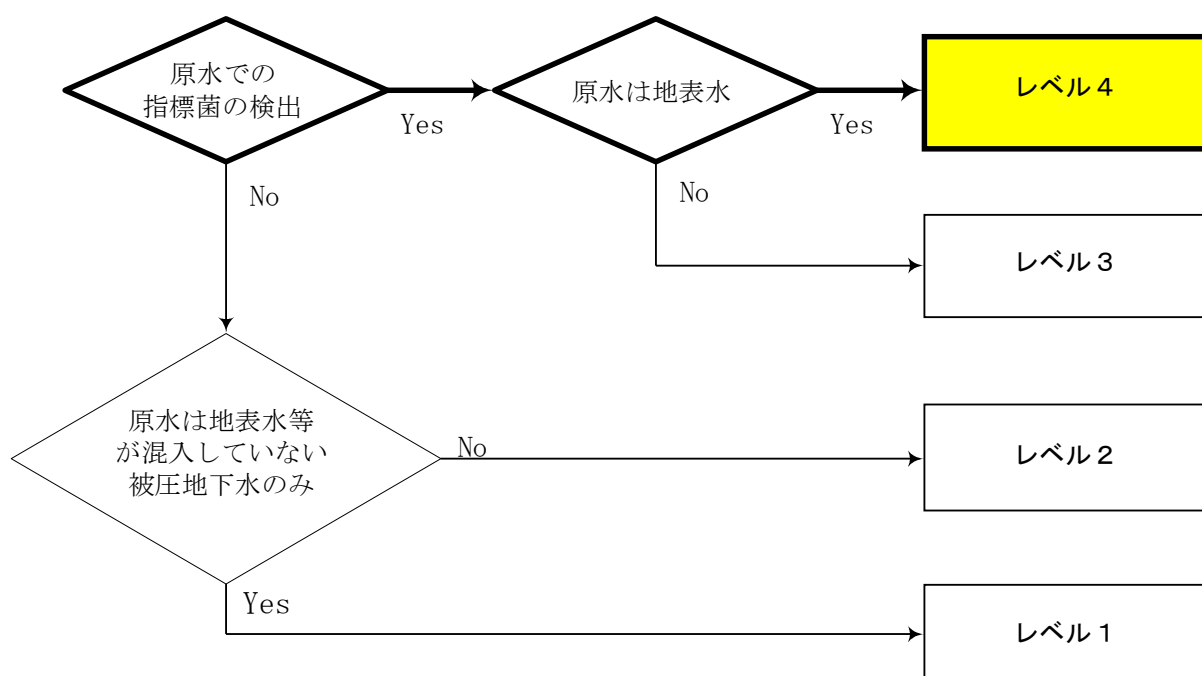 原水での
指標菌の検出
Yes
原水は地表水
Yes
レベル４
No
No
レベル３
原水は地表水等
が混入していない
被圧地下水のみ
No
レベル２
Yes
レベル１